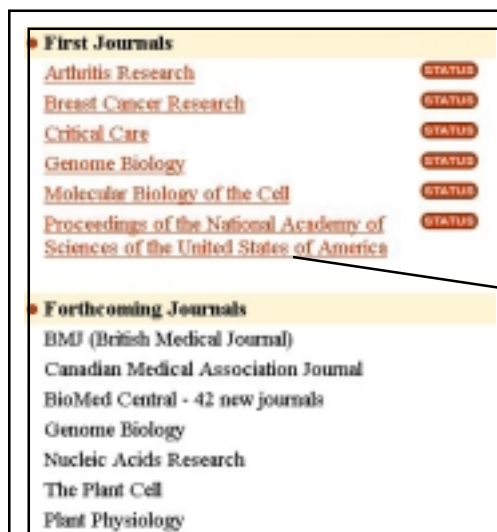 First Journals
Arthritis Research STATUS
Breast Cancer Research STATUS
Critical Care STATUS
Genome Biology STATUS
Molecular Biology of the Cell STATUS
Proceedings of the National Academy of STATUS
Sciences of the United States of America
Forthcoming Journals
BMJ (British Medical Journal)
Canadian Medical Association Journal
BioMed Central - 42 new journals
Genome Biology
Nucleic Acids Research
The Plant Cell
Plant Physiology